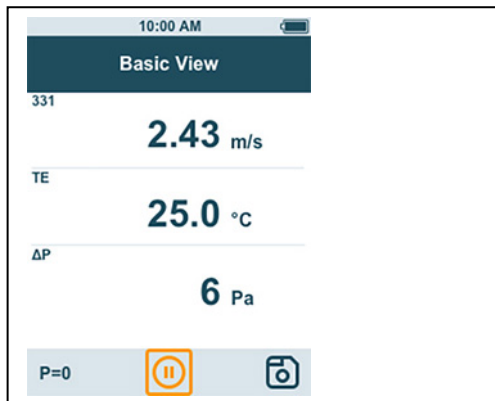 10:00 AM
Basic View
331
2.43 m/s
TE
25.0 °C
ΔP
6 Pa
P=0